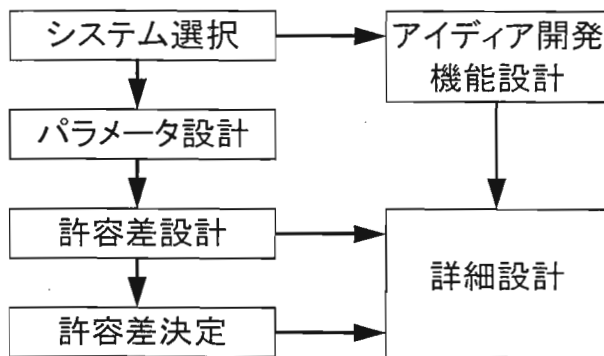 システム選択
アイディア開発
機能設計
パラメータ設計
許容差設計
詳細設計
許容差決定